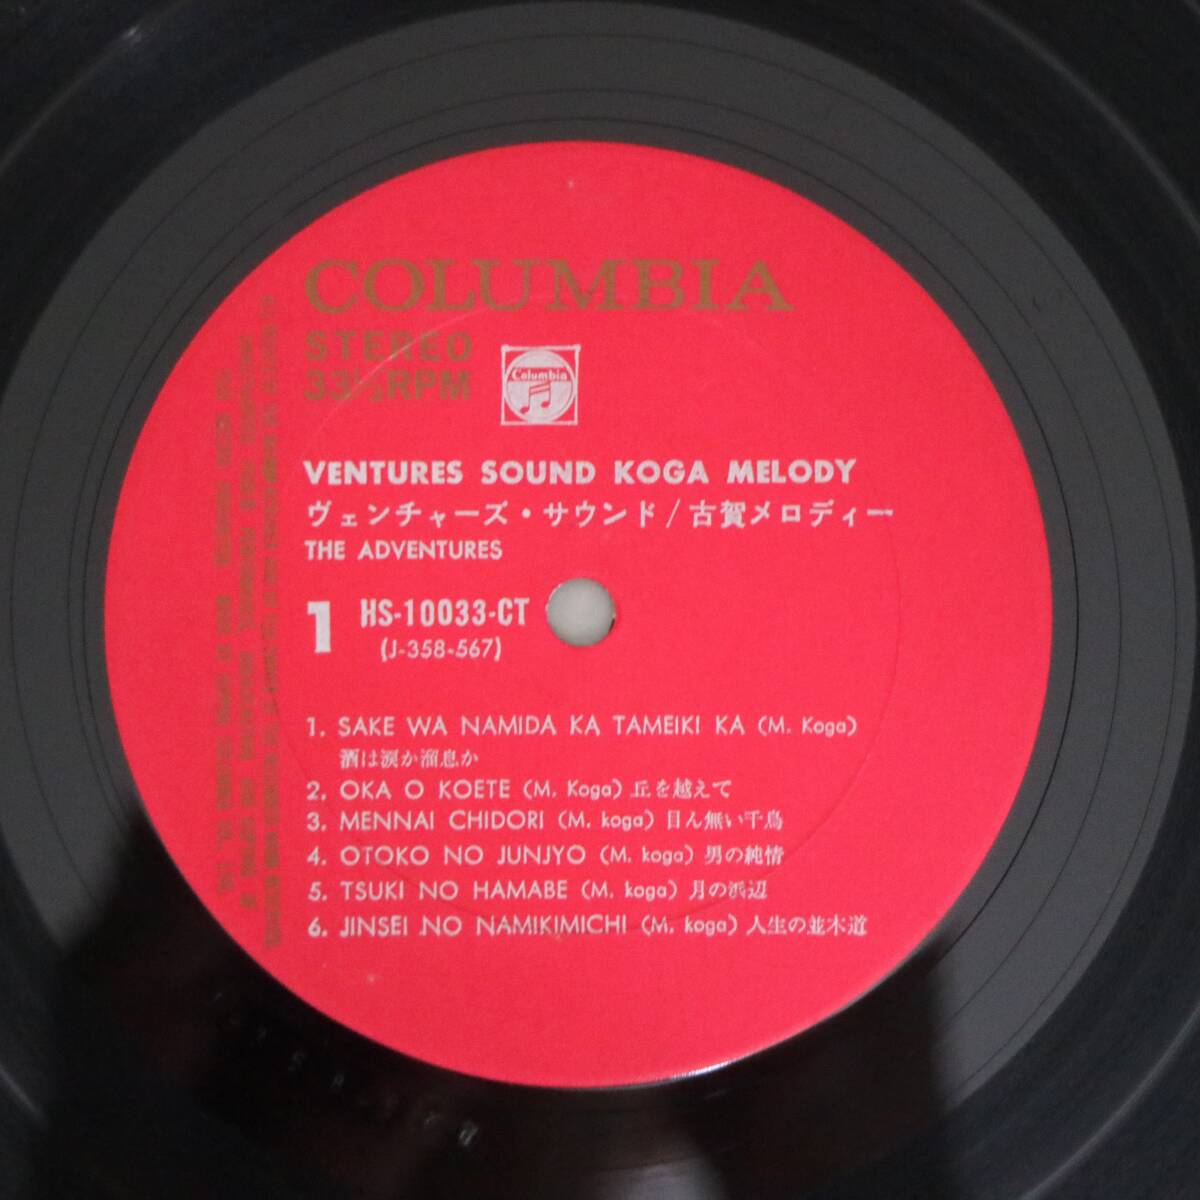 COLUMBIA
STEREO
33⅓RPM
Columbia
VENTURES SOUND KOGA MELODY
ヴェンチャーズ・サウンド/古賀メロディー
THE ADVENTURES
1 HS-10033-CT
(J-358-567)
1. SAKE WA NAMIDA KA TAMEIKI KA (M. Koga)
酒は涙か溜息か
2. OKA O KOETE (M. Koga) 丘を越えて
3. MENNAI CHIDORI (M. koga) 目ん無い千鳥
4. OTOKO NO JUNJYO (M. koga) 男の純情
5. TSUKI NO HAMABE (M. koga) 月の浜辺
6. JINSEI NO NAMIKIMICHI (M. koga) 人生の並木道